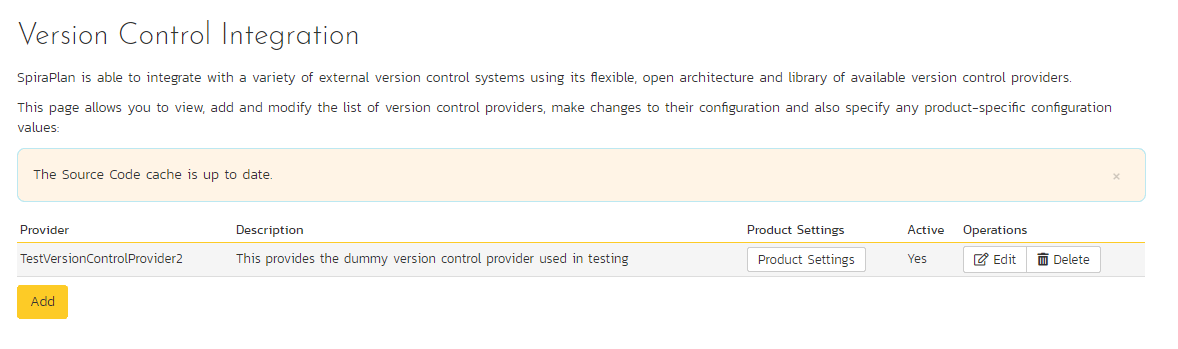 Version Control Integration
SpiraPlan is able to integrate with a variety of external version control systems using its flexible, open architecture and library of available version control providers.
This page allows you to view, add and modify the list of version control providers, make changes to their configuration and also specify any product-specific configuration
values:
The Source Code cache is up to date. ×
Provider Description Product Settings Active Operations
TestVersionControlProvider2 This provides the dummy version control provider used in testing Product Settings Yes Edit Delete
Add